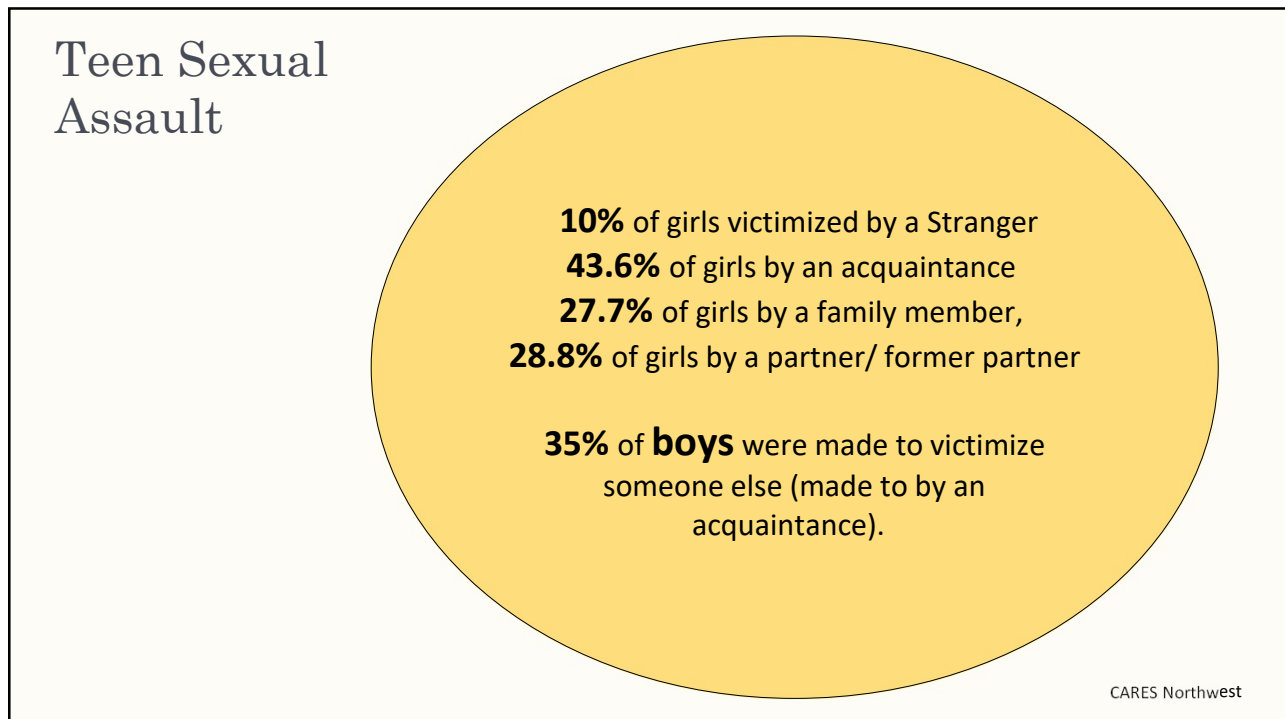 Teen Sexual
Assault
10% of girls victimized by a Stranger
43.6% of girls by an acquaintance
27.7% of girls by a family member,
28.8% of girls by a partner/ former partner
35% of boys were made to victimize
someone else (made to by an
acquaintance).
CARES Northwest